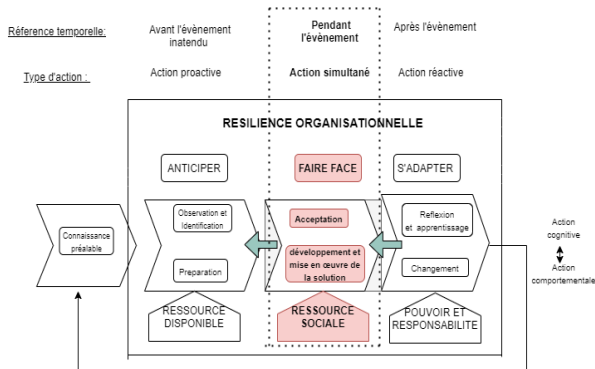 Réference temporelle:
Avant l'évènement
inatendu
Pendant
l'évènement
Après l'évènement
Type d'action :
Action proactive
Action simultané
Action réactive
RESILIENCE ORGANISATIONNELLE
ANTICIPER
FAIRE FACE
S'ADAPTER
Connaissance
préalable
Observation et
Identification
Preparation
Acceptation
développement et
mise en œuvre de
la solution
Reflexion
et apprentissage
Changement
Action
cognitive
Action
comportementale
RESSOURCE
DISPONIBLE
RESSOURCE
SOCIALE
POUVOIR ET
RESPONSABILITE